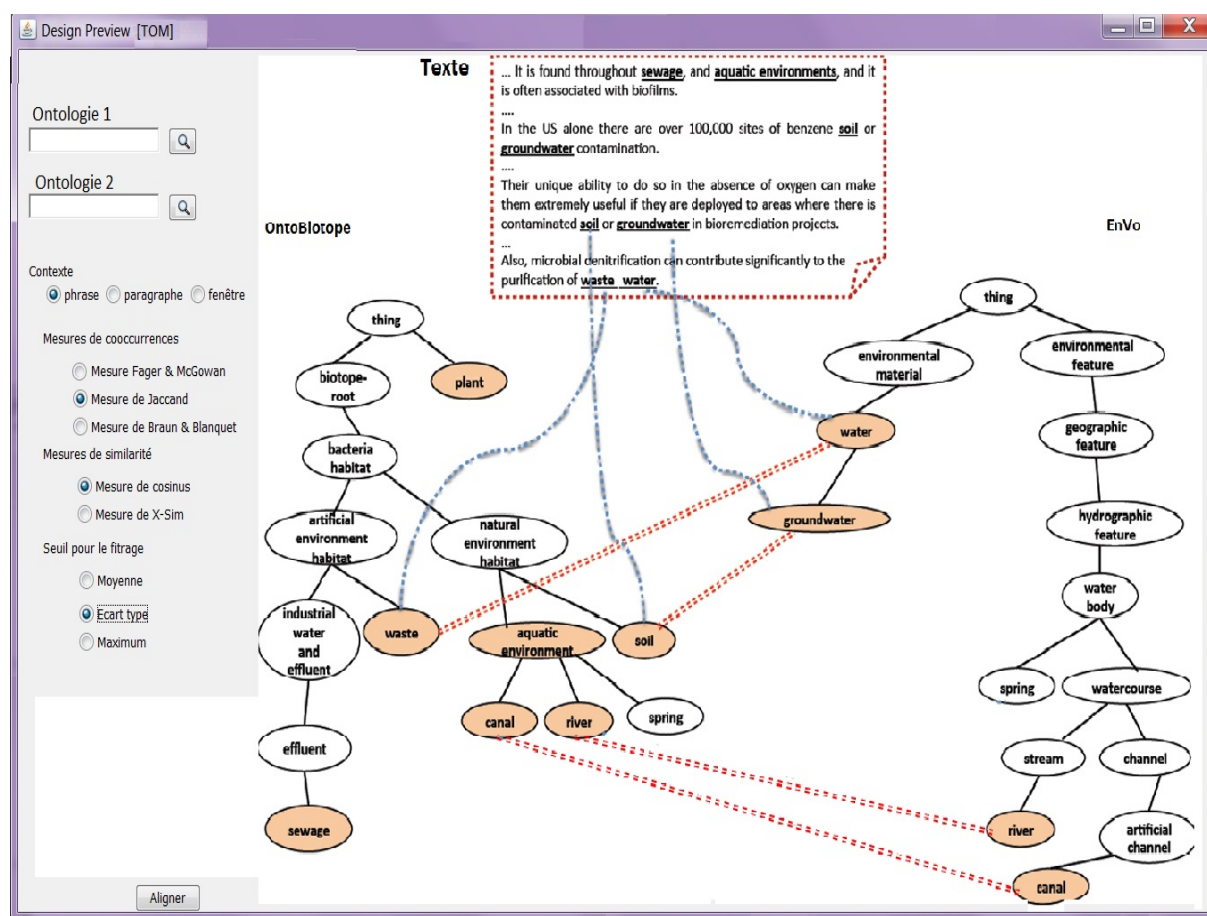 Design Preview [TOM]
Texte
... It is found throughout sewage, and aquatic environments, and it
is often associated with biofilms.
....
In the US alone there are over 100,000 sites of benzene soil or
groundwater contamination.
....
Their unique ability to do so in the absence of oxygen can make
them extremely useful if they are deployed to areas where there is
contaminated soil or groundwater in bioremediation projects.
...
Also, microbial denitrification can contribute significantly to the
purification of waste water.
Ontologie 1
Ontologie 2
Contexte
phrase
paragraphe
fenêtre
Mesures de cooccurrences
Mesure Fager & McGowan
Mesure de Jaccand
Mesure de Braun & Blanquet
Mesures de similarité
Mesure de cosinus
Mesure de X-Sim
Seuil pour le fitrage
Moyenne
Ecart type
Maximum
Aligner
OntoBiotope
thing
biotope-
root
plant
bacteria
habitat
artificial
environment
habitat
natural
environment
habitat
industrial
water
and
effluent
waste
aquatic
environment
soil
canal
river
spring
effluent
sewage
EnVo
thing
environmental
material
environmental
feature
water
geographic
feature
groundwater
hydrographic
feature
water
body
spring
watercourse
stream
channel
river
artificial
channel
canal